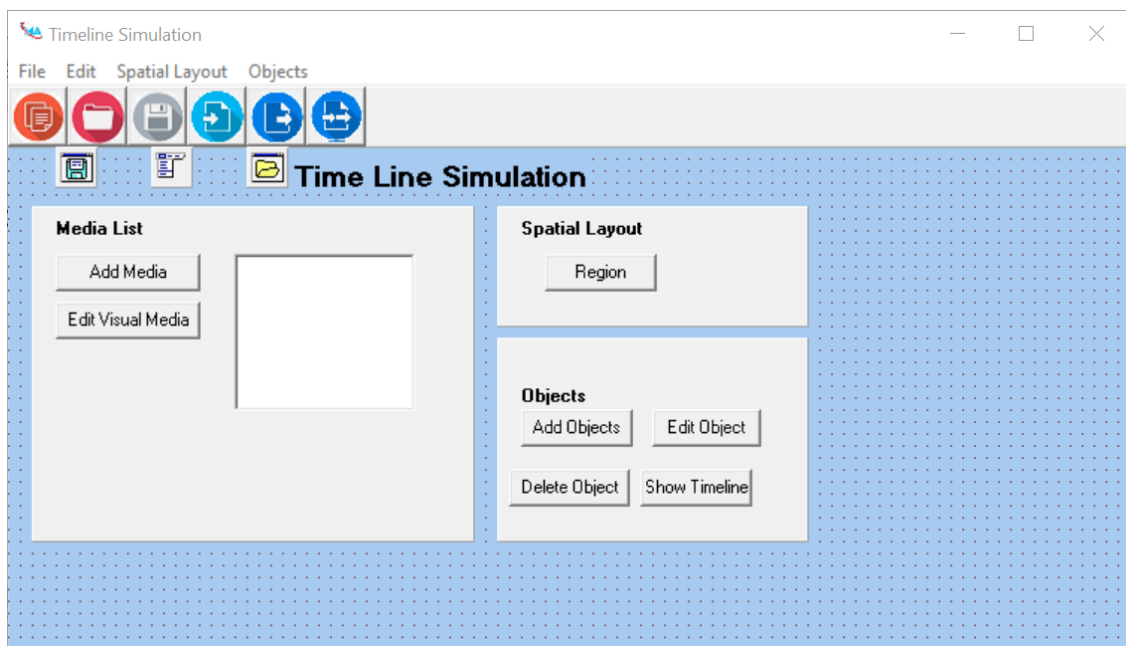 Timeline Simulation
File Edit Spatial Layout Objects
Time Line Simulation
Media List
Add Media
Edit Visual Media
Spatial Layout
Region
Objects
Add Objects Edit Object
Delete Object Show Timeline